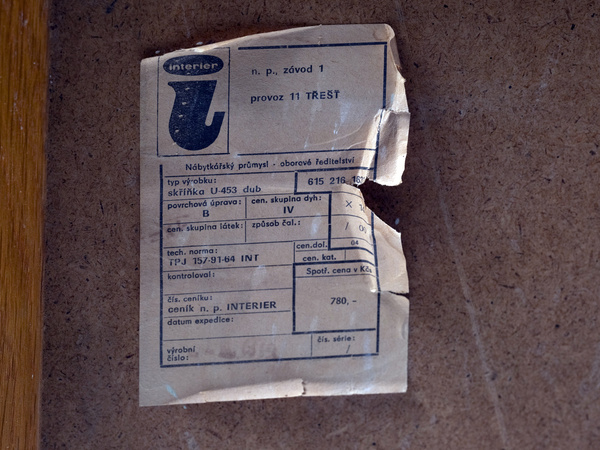 interier
n. p., závod 1
provoz 11 TŘEŠŤ
Nábytkářský průmysl - oborové ředitelství
typ výrobku:
skříňka U-453 dub
615 216
povrchová úprava:
B
cen. skupina dyh:
IV
X
cen. skupina látek:
způsob čal.:
/
tech. norma:
TPJ 157-91-64 INT
cen.dol.
64
cen. kat.
kontroloval:
Spotř. cena v Kčs
čís. ceníku:
ceník n. p. INTERIER
780,-
datum expedice:
výrobní
číslo:
čís. série:
/